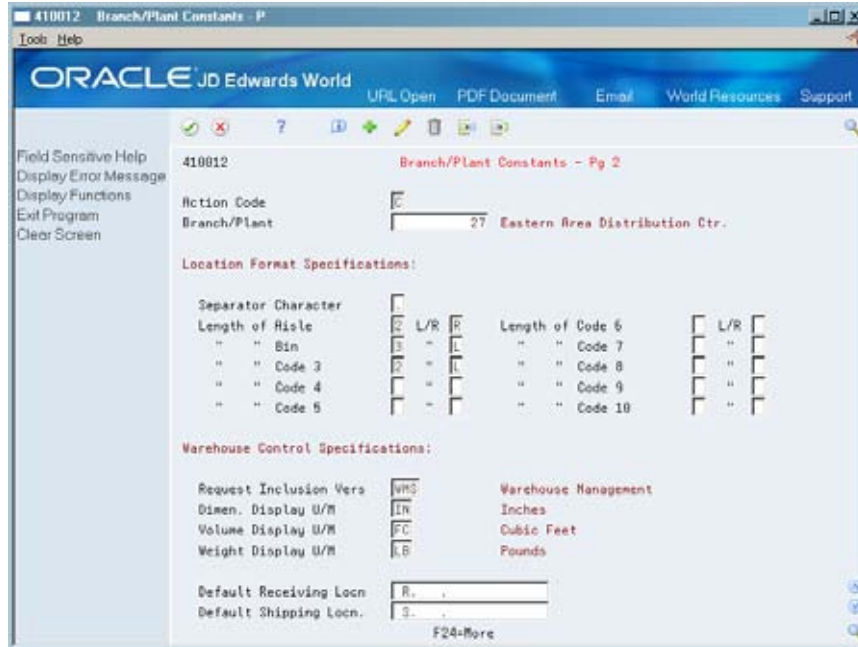 410012 Branch/Plant Constants - P
Tools Help
ORACLE JD Edwards World
URL Open PDF Document Email World Resources Support
Field Sensitive Help
Display Error Message
Display Functions
Exit Program
Clear Screen
410012 Branch/Plant Constants - Pg 2
Action Code C
Branch/Plant 27 Eastern Area Distribution Ctr.
Location Format Specifications:
Separator Character .
Length of Aisle 2 L/R R Length of Code 6 L/R
" " Bin 3 " L " " Code 7 "
" " Code 3 2 " L " " Code 8 "
" " Code 4 " " " Code 9 "
" " Code 5 " " " Code 10 "
Warehouse Control Specifications:
Request Inclusion Vers WMS Warehouse Management
Dimen. Display U/M IN Inches
Volume Display U/M FC Cubic Feet
Weight Display U/M LB Pounds
Default Receiving Locn R. .
Default Shipping Locn. S. .
F24=More